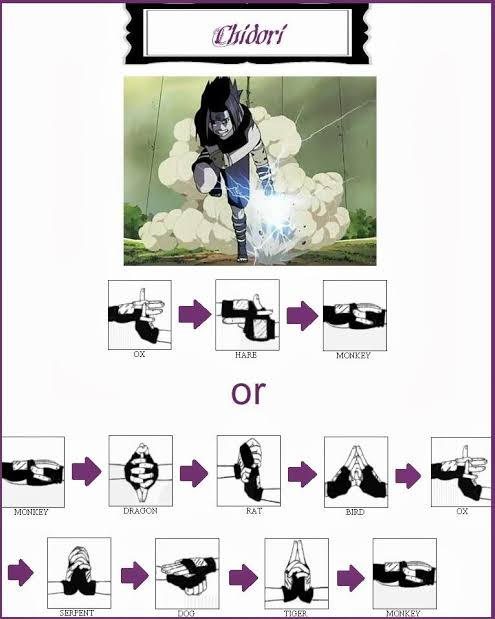 Chidori
OX HARE MONKEY
or
MONKEY DRAGON RAT BIRD OX
SERPENT DOG TIGER MONKEY